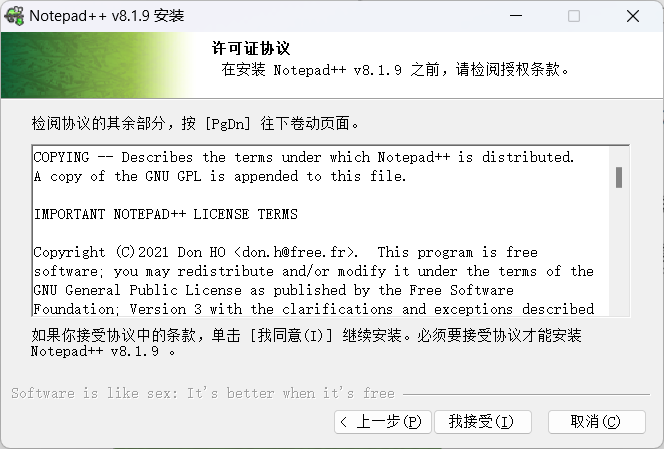 Notepad++ v8.1.9 安装
许可证协议
在安装 Notepad++ v8.1.9 之前，请检阅授权条款。
检阅协议的其余部分，按 [PgDn] 往下卷动页面。
COPYING -- Describes the terms under which Notepad++ is distributed.
A copy of the GNU GPL is appended to this file.
IMPORTANT NOTEPAD++ LICENSE TERMS
Copyright (C)2021 Don HO <don.h@free.fr>.  This program is free
software; you may redistribute and/or modify it under the terms of the
GNU General Public License as published by the Free Software
Foundation; Version 3 with the clarifications and exceptions described
如果你接受协议中的条款，单击 [我同意(I)] 继续安装。必须要接受协议才能安装
Notepad++ v8.1.9 。
Software is like sex: It's better when it's free
< 上一步(P)
我接受(I)
取消(C)